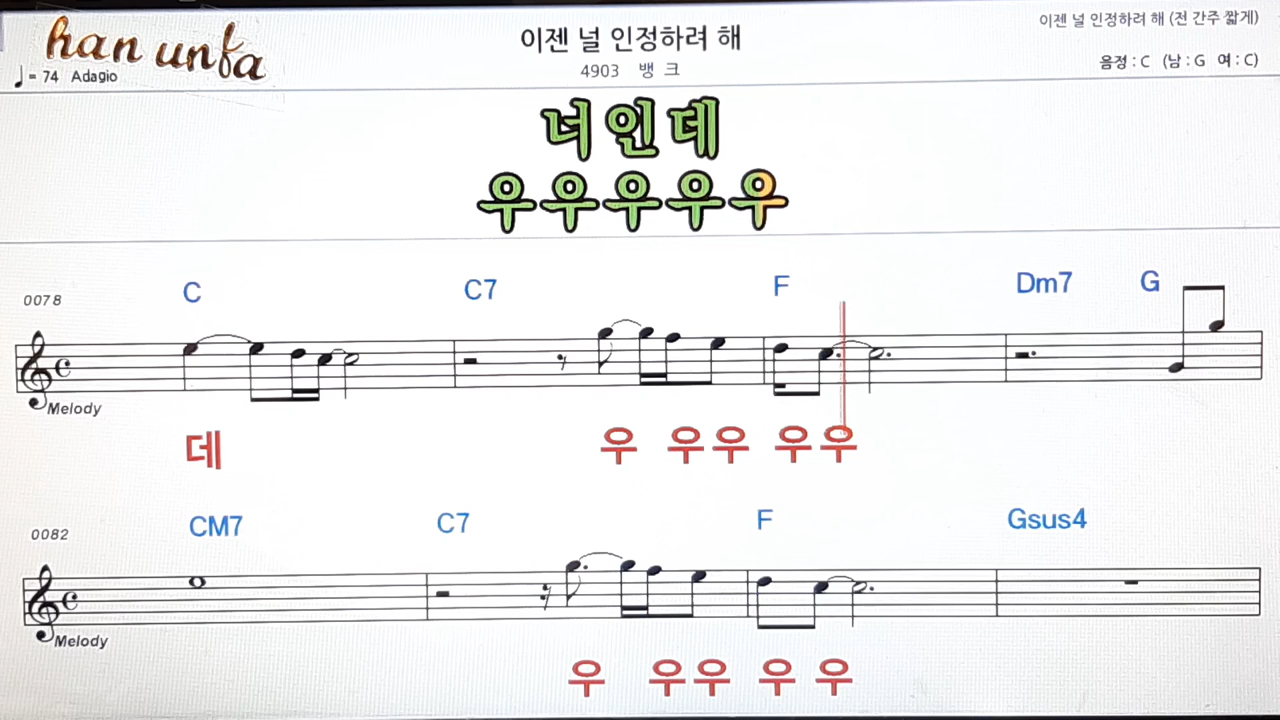 han unfa
♩= 74 Adagio
이젠 널 인정하려 해
4903 뱅 크
이젠 널 인정하려 해 (전 간주 짧게)
음정 : C (남 : G 여 : C)
너인데
우우우우우
0078 C C7 F Dm7 G
Melody
데 우 우우 우우
0082 CM7 C7 F Gsus4
Melody
우 우우 우 우